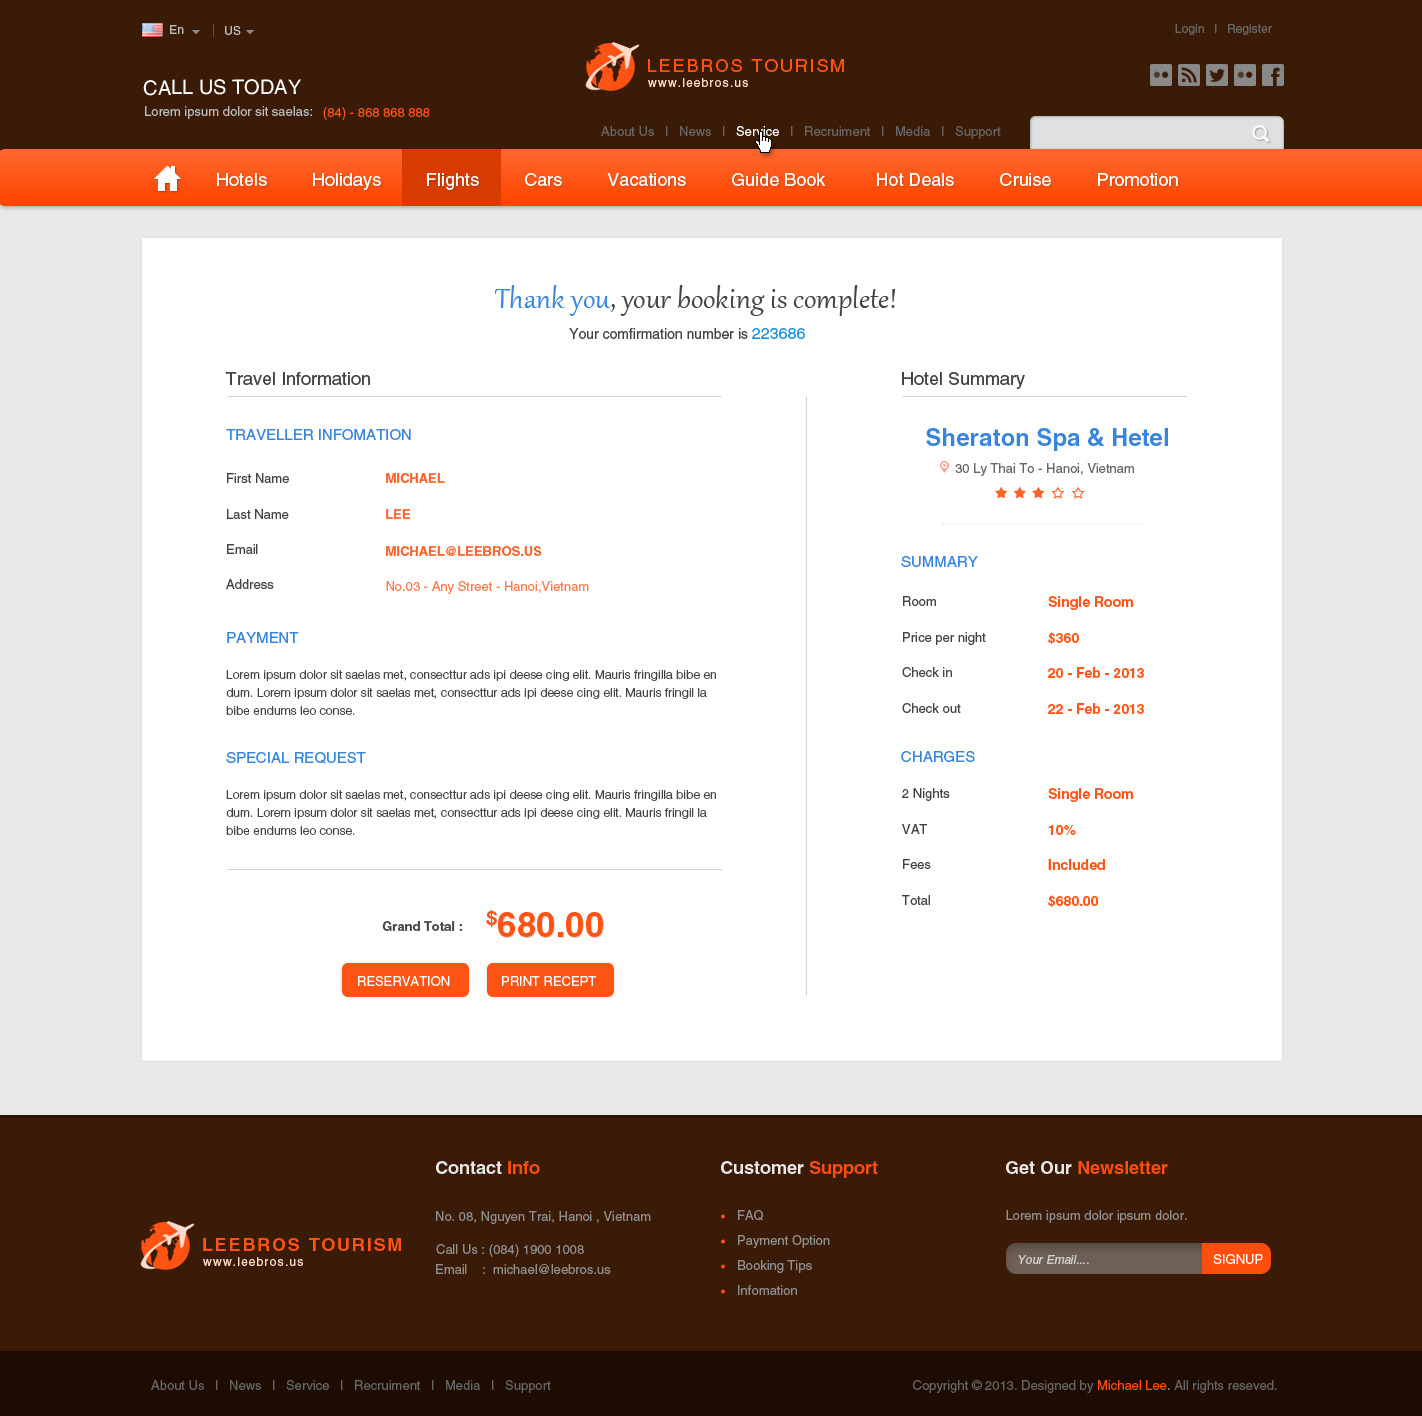 En | US
Login | Register
CALL US TODAY
Lorem ipsum dolor sit saelas: (84) - 868 868 888
LEEBROS TOURISM
www.leebros.us
About Us | News | Service | Recruiment | Media | Support
Hotels Holidays Flights Cars Vacations Guide Book Hot Deals Cruise Promotion
Thank you, your booking is complete!
Your comfirmation number is 223686
Travel Information
TRAVELLER INFOMATION
First Name MICHAEL
Last Name LEE
Email MICHAEL@LEEBROS.US
Address No.03 - Any Street - Hanoi,Vietnam
PAYMENT
Lorem ipsum dolor sit saelas met, consecttur ads ipi deese cing elit. Mauris fringilla bibe en
dum. Lorem ipsum dolor sit saelas met, consecttur ads ipi deese cing elit. Mauris fringil la
bibe endums leo conse.
SPECIAL REQUEST
Lorem ipsum dolor sit saelas met, consecttur ads ipi deese cing elit. Mauris fringilla bibe en
dum. Lorem ipsum dolor sit saelas met, consecttur ads ipi deese cing elit. Mauris fringil la
bibe endums leo conse.
Grand Total : $680.00
RESERVATION PRINT RECEPT
Hotel Summary
Sheraton Spa & Hetel
30 Ly Thai To - Hanoi, Vietnam
SUMMARY
Room Single Room
Price per night $360
Check in 20 - Feb - 2013
Check out 22 - Feb - 2013
CHARGES
2 Nights Single Room
VAT 10%
Fees Included
Total $680.00
LEEBROS TOURISM
www.leebros.us
Contact Info
No. 08, Nguyen Trai, Hanoi , Vietnam
Call Us : (084) 1900 1008
Email : michael@leebros.us
Customer Support
FAQ
Payment Option
Booking Tips
Infomation
Get Our Newsletter
Lorem ipsum dolor ipsum dolor.
Your Email.... SIGNUP
About Us | News | Service | Recruiment | Media | Support
Copyright © 2013. Designed by Michael Lee. All rights reseved.